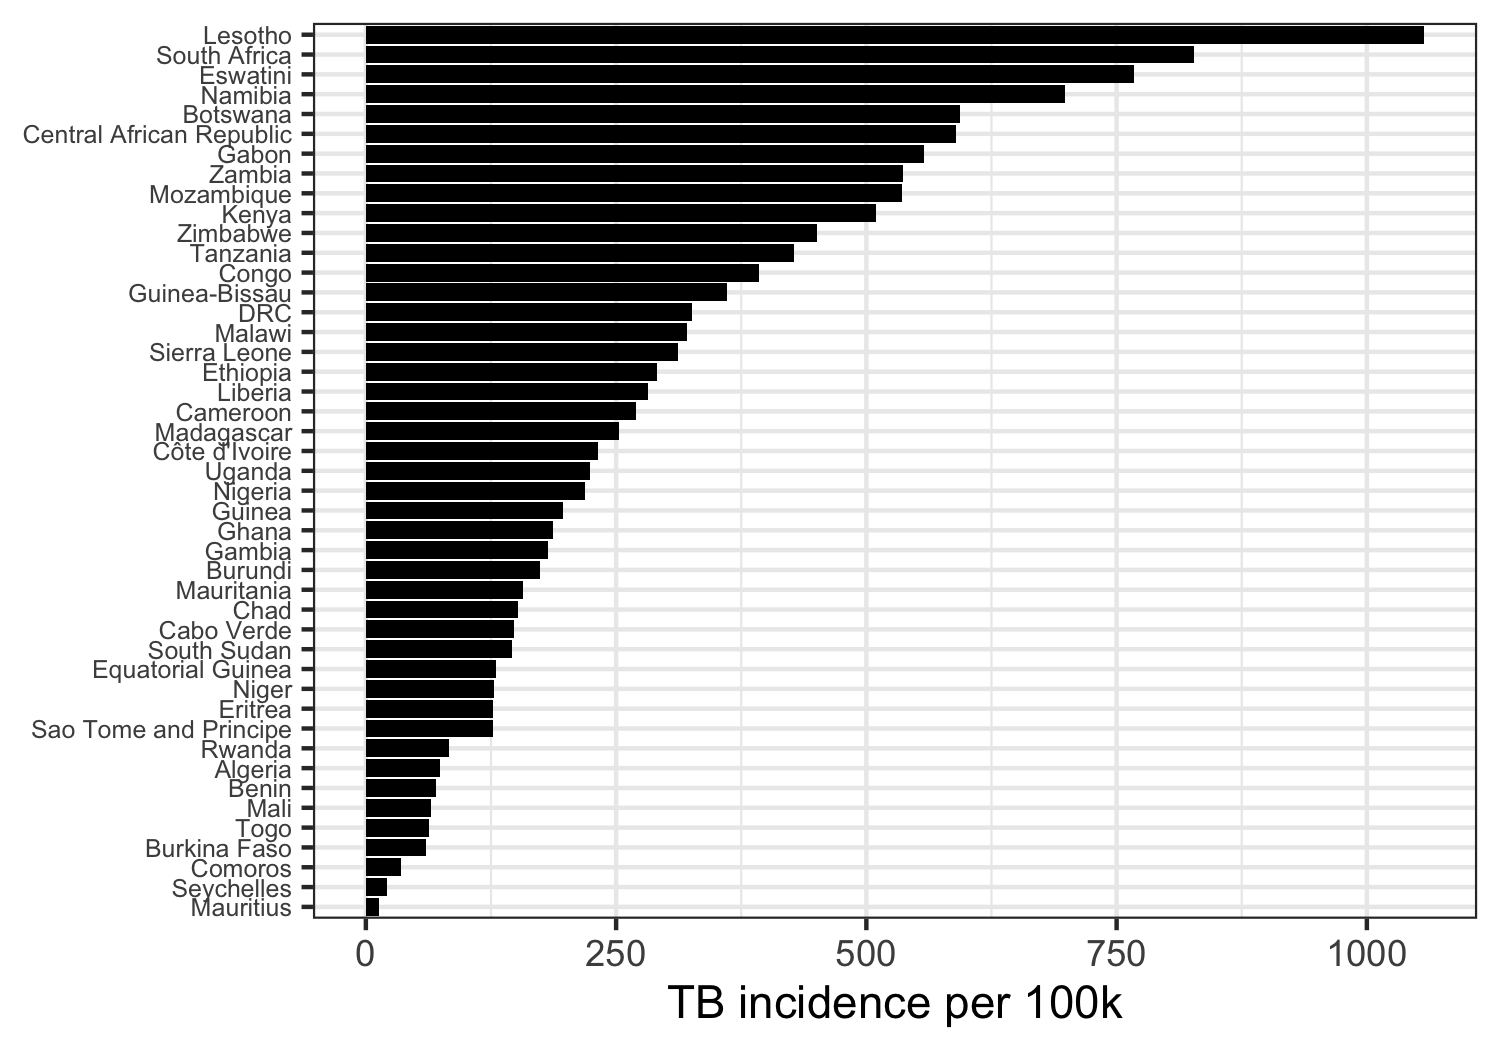 Lesotho
South Africa
Eswatini
Namibia
Botswana
Central African Republic
Gabon
Zambia
Mozambique
Kenya
Zimbabwe
Tanzania
Congo
Guinea-Bissau
DRC
Malawi
Sierra Leone
Ethiopia
Liberia
Cameroon
Madagascar
Côte d'Ivoire
Uganda
Nigeria
Guinea
Ghana
Gambia
Burundi
Mauritania
Chad
Cabo Verde
South Sudan
Equatorial Guinea
Niger
Eritrea
Sao Tome and Principe
Rwanda
Algeria
Benin
Mali
Togo
Burkina Faso
Comoros
Seychelles
Mauritius
0 250 500 750 1000
TB incidence per 100k